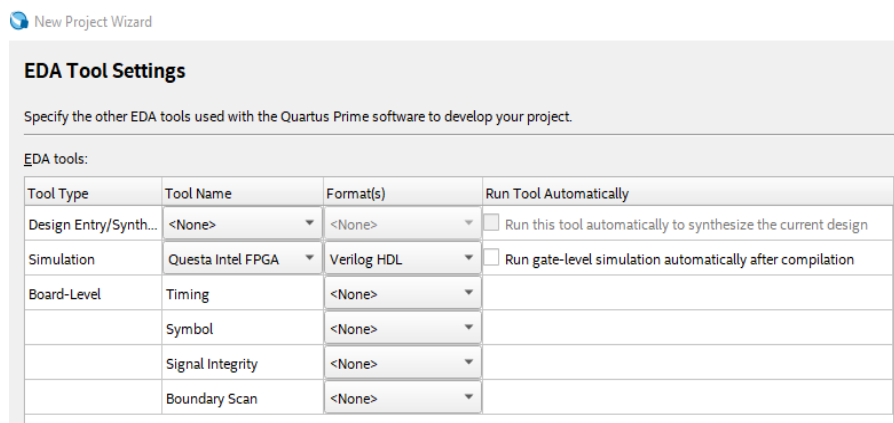 New Project Wizard
EDA Tool Settings
Specify the other EDA tools used with the Quartus Prime software to develop your project.
EDA tools:
Tool Type Tool Name Format(s) Run Tool Automatically
Design Entry/Synth... <None> <None> Run this tool automatically to synthesize the current design
Simulation Questa Intel FPGA Verilog HDL Run gate-level simulation automatically after compilation
Board-Level Timing <None>
Symbol <None>
Signal Integrity <None>
Boundary Scan <None>